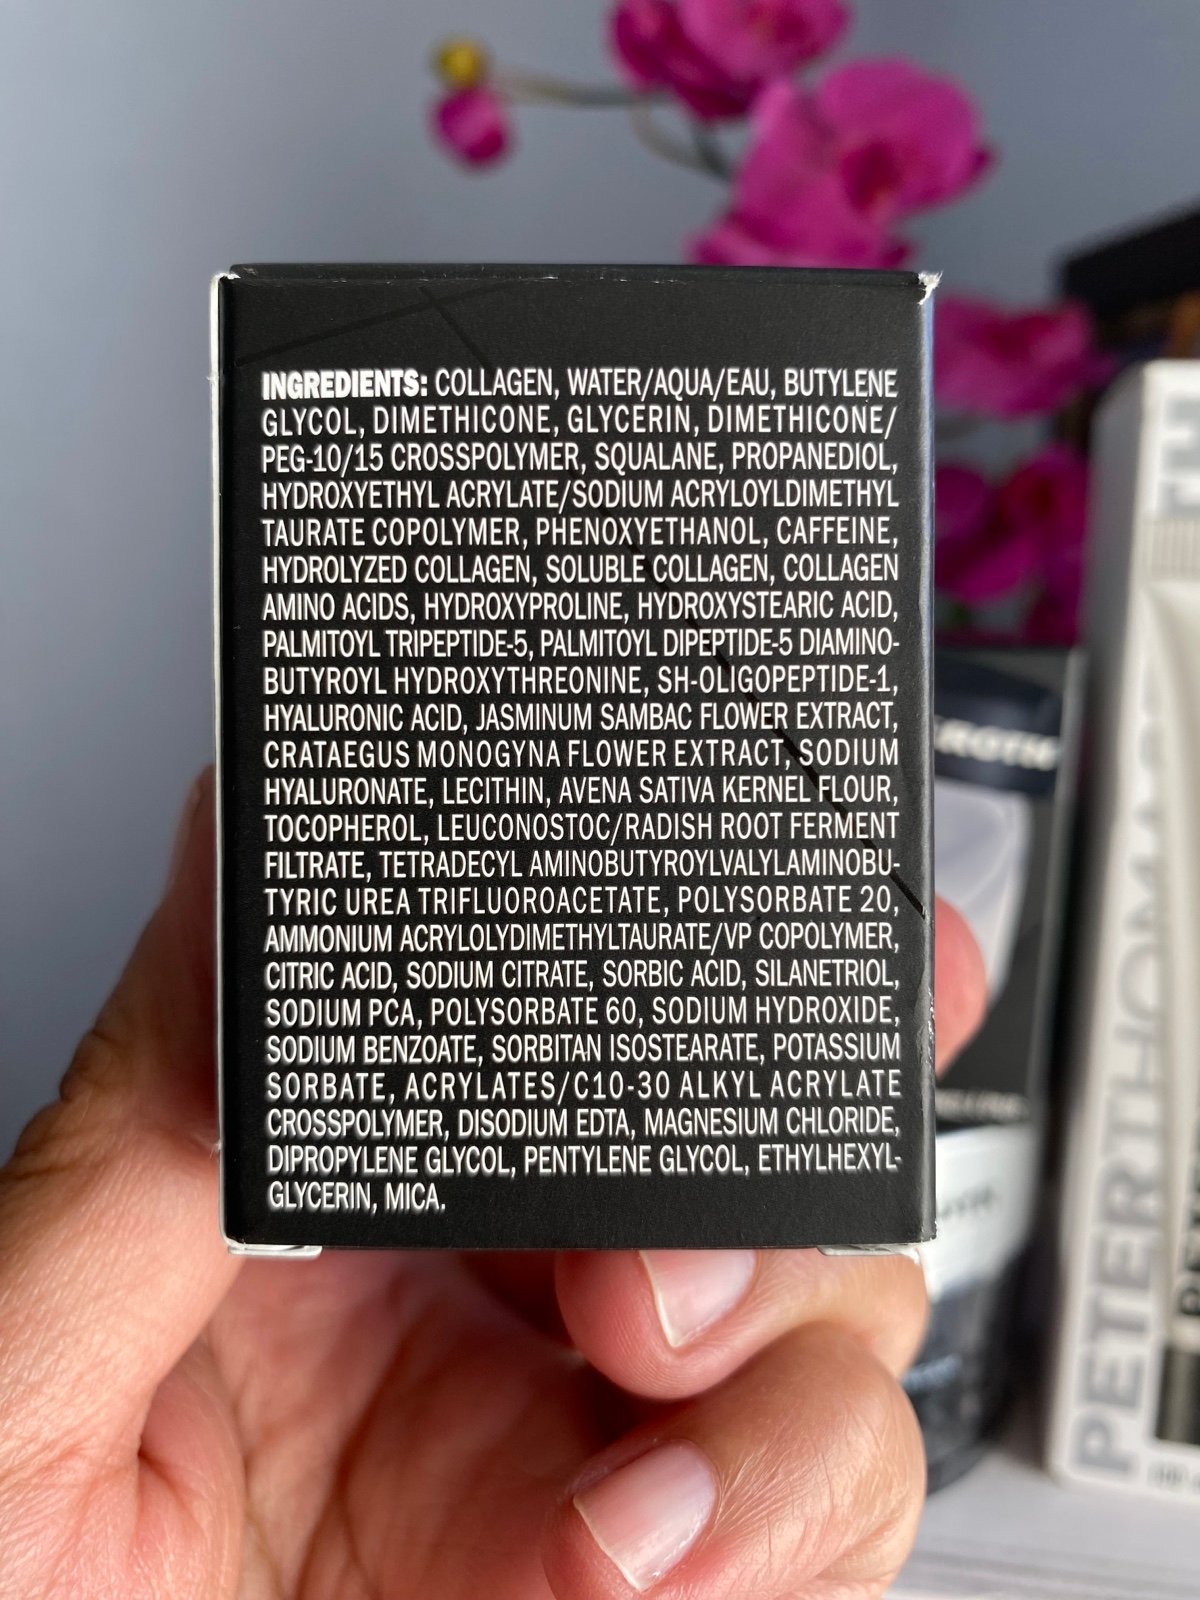 INGREDIENTS: COLLAGEN, WATER/AQUA/EAU, BUTYLENE
GLYCOL, DIMETHICONE, GLYCERIN, DIMETHICONE/
PEG-10/15 CROSSPOLYMER, SQUALANE, PROPANEDIOL,
HYDROXYETHYL ACRYLATE/SODIUM ACRYLOYLDIMETHYL
TAURATE COPOLYMER, PHENOXYETHANOL, CAFFEINE,
HYDROLYZED COLLAGEN, SOLUBLE COLLAGEN, COLLAGEN
AMINO ACIDS, HYDROXYPROLINE, HYDROXYSTEARIC ACID,
PALMITOYL TRIPEPTIDE-5, PALMITOYL DIPEPTIDE-5 DIAMINO-
BUTYROYL HYDROXYTHREONINE, SH-OLIGOPEPTIDE-1,
HYALURONIC ACID, JASMINUM SAMBAC FLOWER EXTRACT,
CRATAEGUS MONOGYNA FLOWER EXTRACT, SODIUM
HYALURONATE, LECITHIN, AVENA SATIVA KERNEL FLOUR,
TOCOPHEROL, LEUCONOSTOC/RADISH ROOT FERMENT
FILTRATE, TETRADECYL AMINOBUTYROYLVALYLAMINOBU-
TYRIC UREA TRIFLUOROACETATE, POLYSORBATE 20,
AMMONIUM ACRYLOLYDIMETHYLTAURATE/VP COPOLYMER,
CITRIC ACID, SODIUM CITRATE, SORBIC ACID, SILANETRIOL,
SODIUM PCA, POLYSORBATE 60, SODIUM HYDROXIDE,
SODIUM BENZOATE, SORBITAN ISOSTEARATE, POTASSIUM
SORBATE, ACRYLATES/C10-30 ALKYL ACRYLATE
CROSSPOLYMER, DISODIUM EDTA, MAGNESIUM CHLORIDE,
DIPROPYLENE GLYCOL, PENTYLENE GLYCOL, ETHYLHEXYL-
GLYCERIN, MICA.
PETERTHOMAS